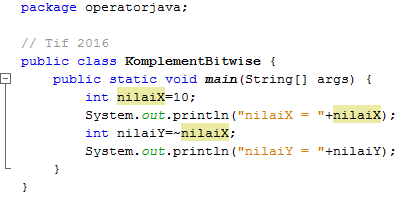 package operatorjava;
// Tif 2016
public class KomplementBitwise {
public static void main(String[] args) {
int nilaiX=10;
System.out.println("nilaiX = "+nilaiX);
int nilaiY=~nilaiX;
System.out.println("nilaiY = "+nilaiY);
}
}